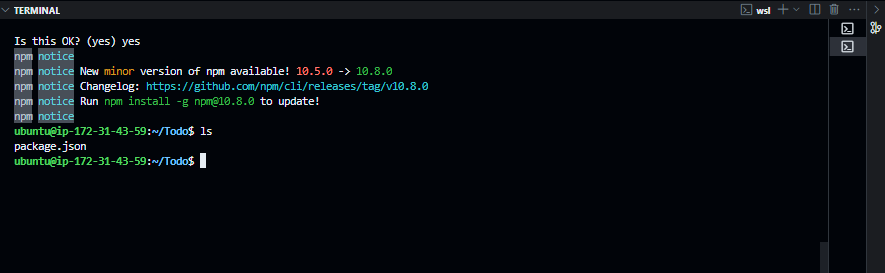 TERMINAL
wsl
Is this OK? (yes) yes
npm notice
npm notice New minor version of npm available! 10.5.0 -> 10.8.0
npm notice Changelog: https://github.com/npm/cli/releases/tag/v10.8.0
npm notice Run npm install -g npm@10.8.0 to update!
npm notice
ubuntu@ip-172-31-43-59:~/Todo$ ls
package.json
ubuntu@ip-172-31-43-59:~/Todo$